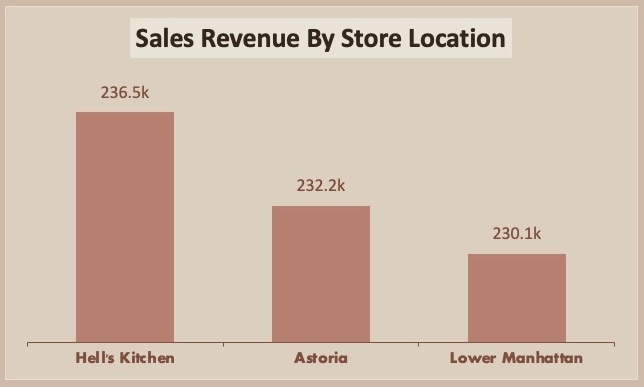 Sales Revenue By Store Location
236.5k
232.2k
230.1k
Hell's Kitchen
Astoria
Lower Manhattan